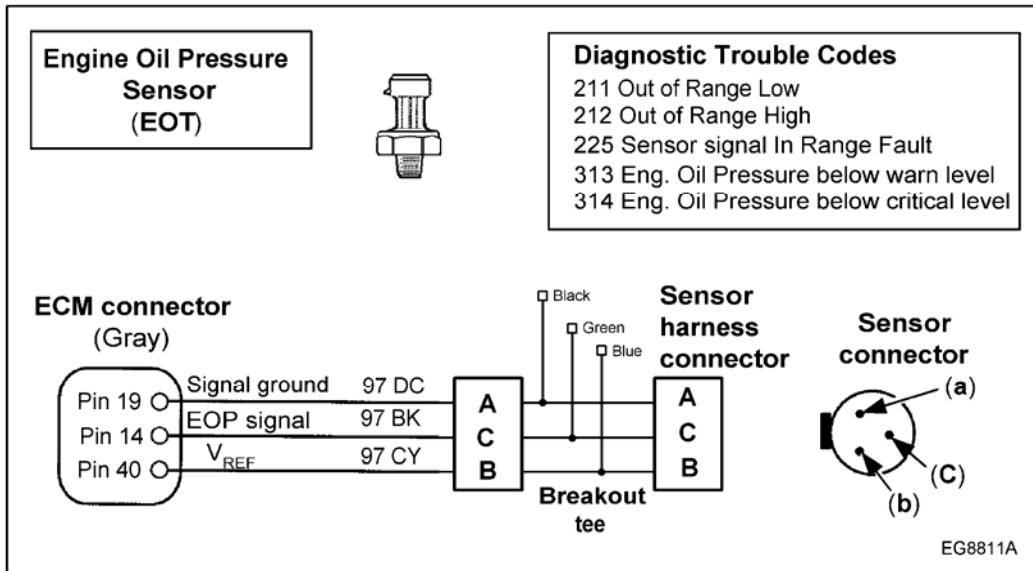 Engine Oil Pressure
Sensor
(EOT)
Diagnostic Trouble Codes
211 Out of Range Low
212 Out of Range High
225 Sensor signal In Range Fault
313 Eng. Oil Pressure below warn level
314 Eng. Oil Pressure below critical level
ECM connector
(Gray)
Pin 19
Pin 14
Pin 40
Signal ground 97 DC
EOP signal 97 BK
VREF 97 CY
A
C
B
Black
Green
Blue
Breakout
tee
Sensor
harness
connector
A
C
B
Sensor
connector
(a)
(C)
(b)
EG8811A